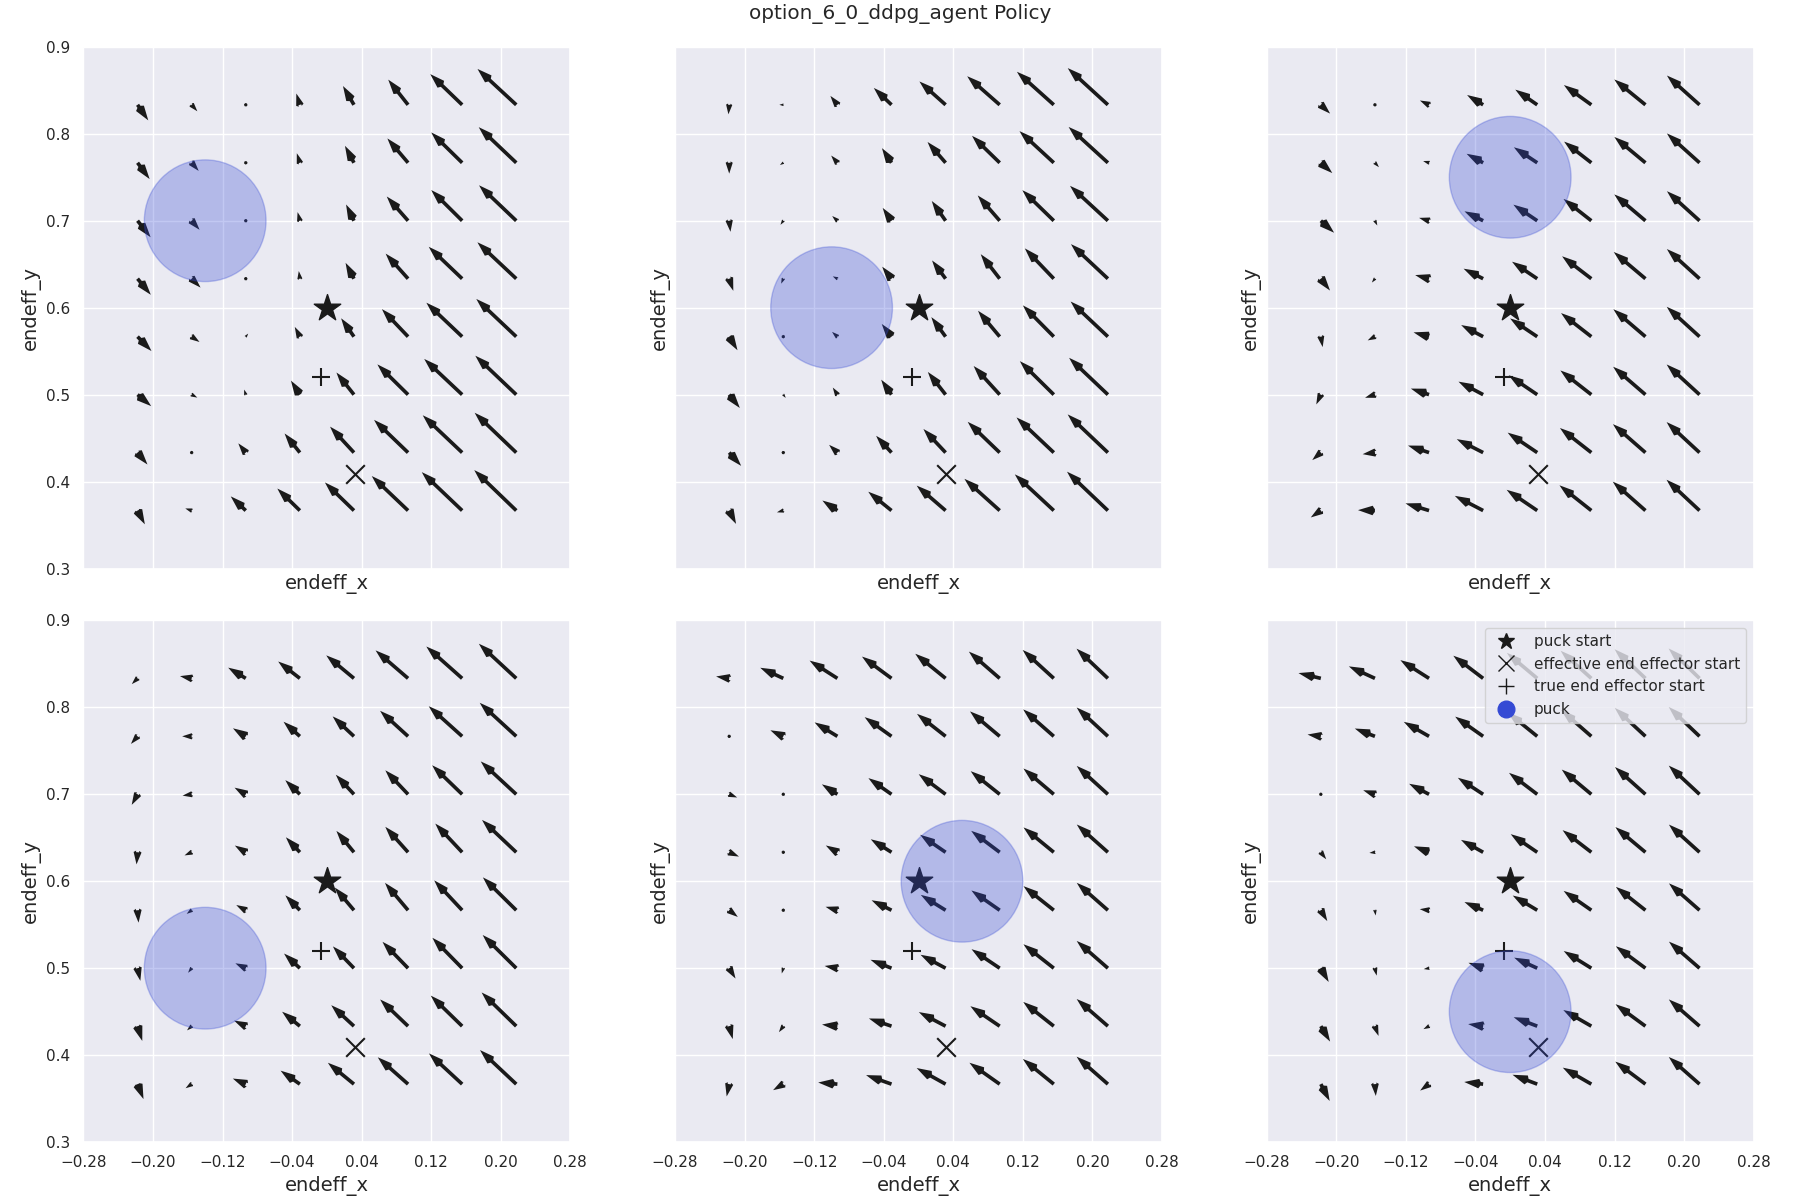 option_6_0_ddpg_agent Policy
0.9
0.8
0.7
0.6
0.5
0.4
0.3
endeff_y
endeff_x
endeff_y
endeff_x
endeff_y
endeff_x
0.9
0.8
0.7
0.6
0.5
0.4
0.3
endeff_y
−0.28 −0.20 −0.12 −0.04 0.04 0.12 0.20 0.28
endeff_x
endeff_y
−0.28 −0.20 −0.12 −0.04 0.04 0.12 0.20 0.28
endeff_x
puck start
effective end effector start
true end effector start
puck
endeff_y
−0.28 −0.20 −0.12 −0.04 0.04 0.12 0.20 0.28
endeff_x